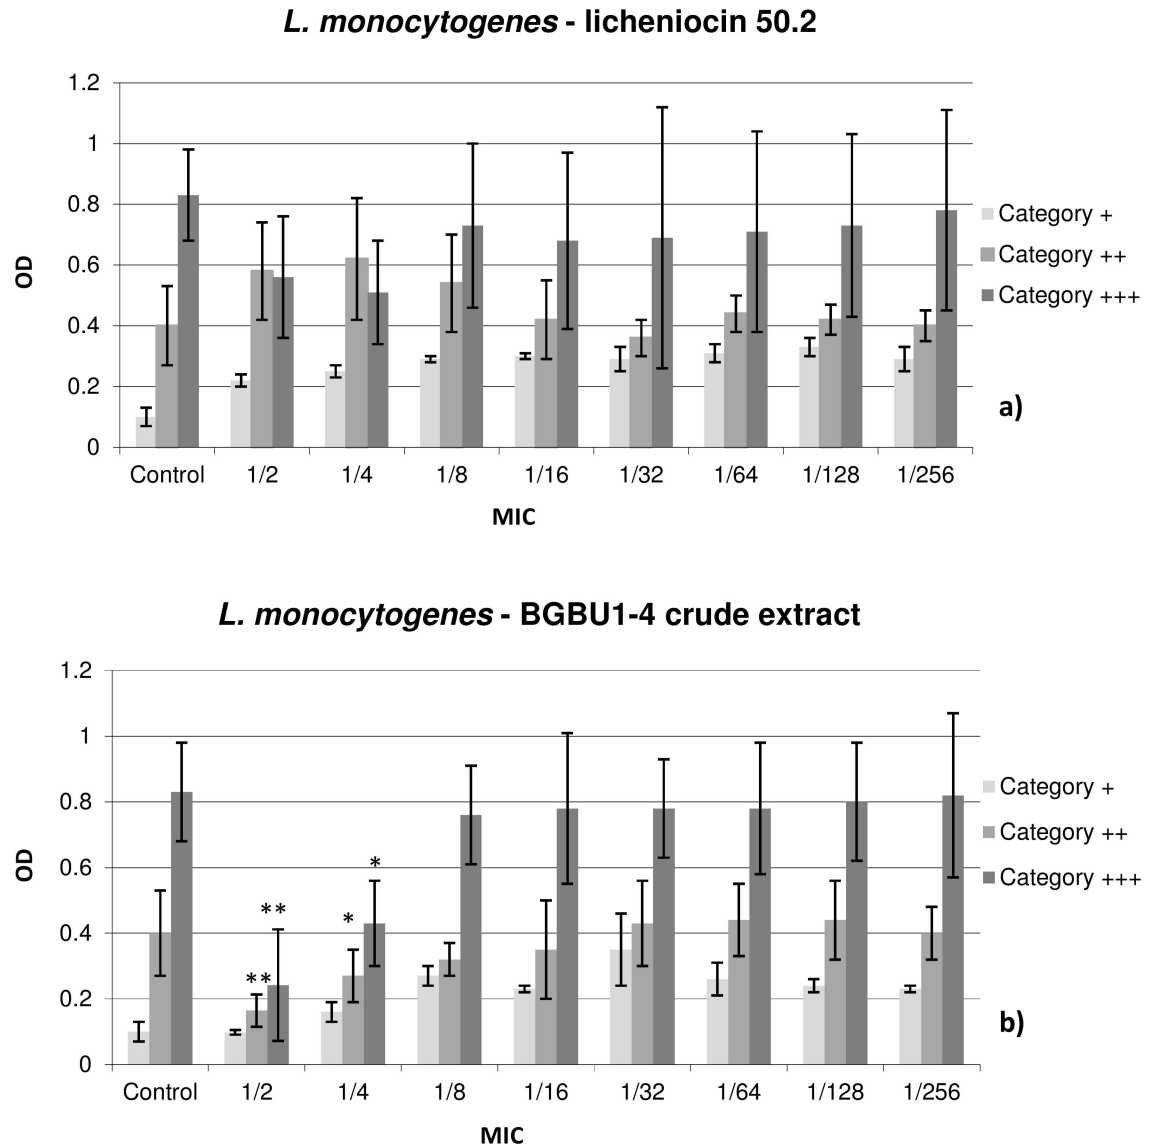 L. monocytogenes - licheniocin 50.2
1.2
1
0.8
0.6
0.4
0.2
0
OD
Control 1/2 1/4 1/8 1/16 1/32 1/64 1/128 1/256
MIC
Category +
Category ++
Category +++
a)
L. monocytogenes - BGBU1-4 crude extract
1.2
1
0.8
0.6
0.4
0.2
0
OD
**
**
*
*
Control 1/2 1/4 1/8 1/16 1/32 1/64 1/128 1/256
MIC
Category +
Category ++
Category +++
b)